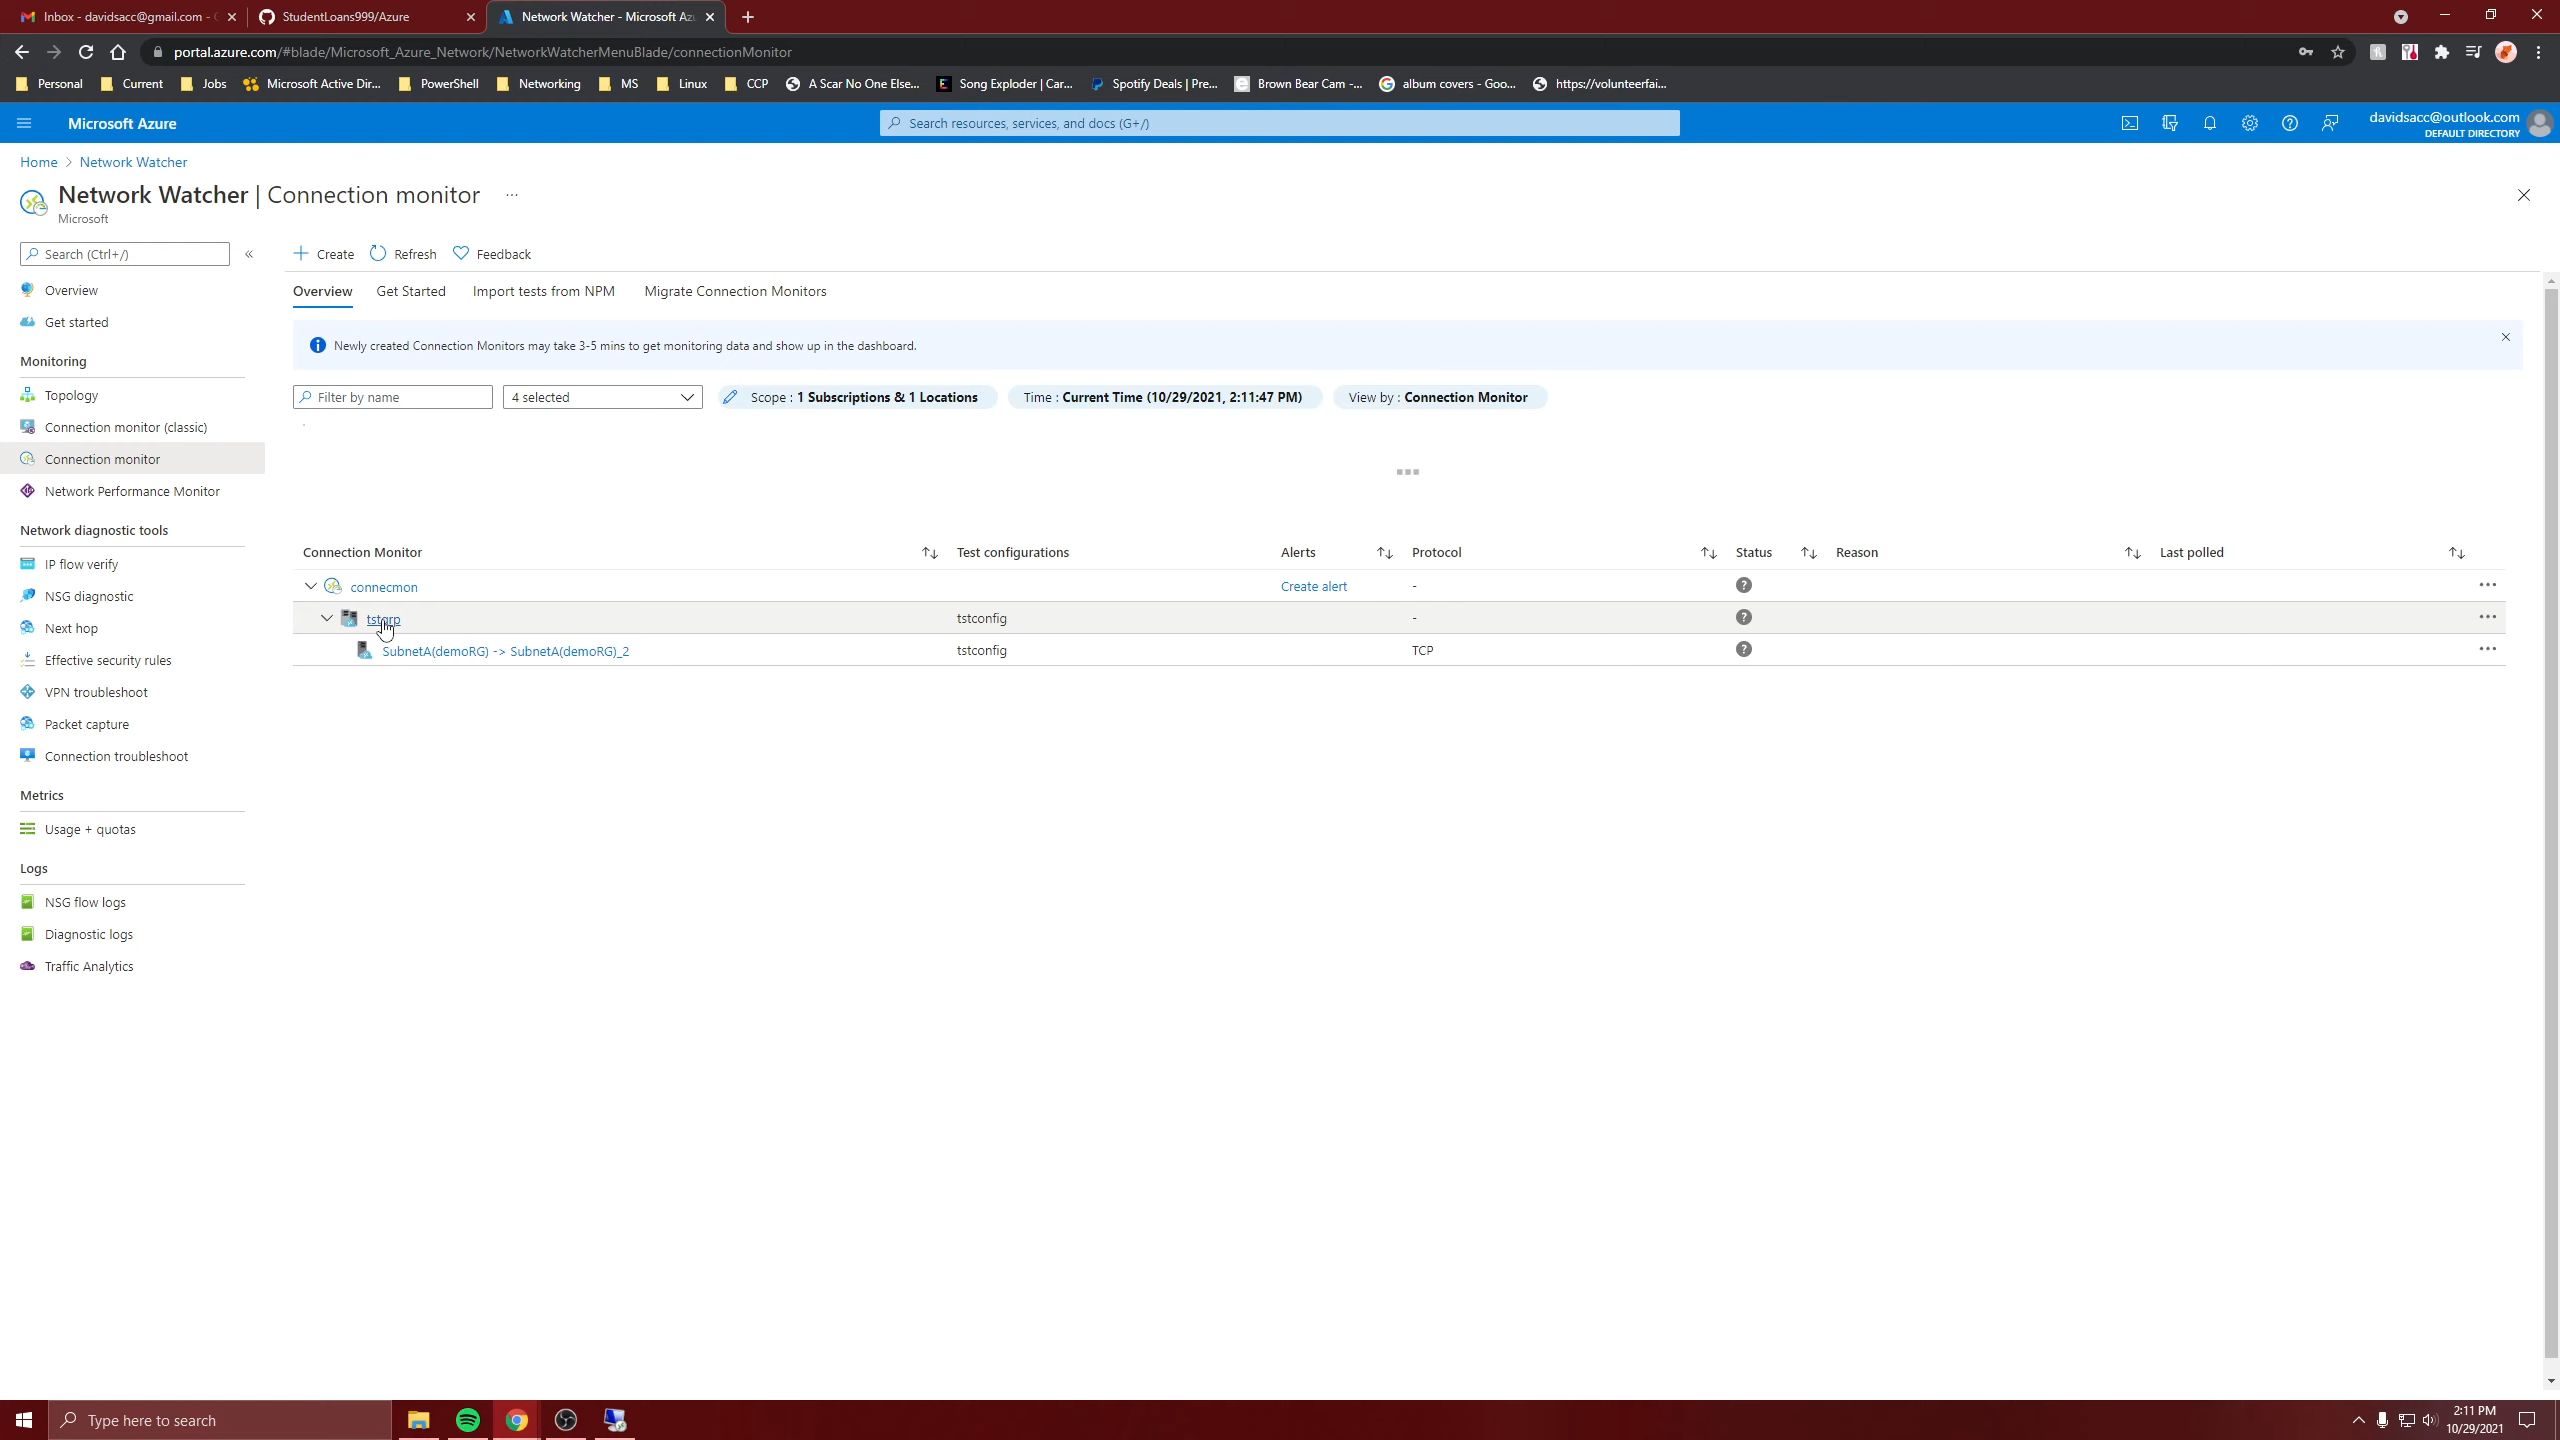 Inbox - davidsacc@gmail.com -
StudentLoans999/Azure
Network Watcher - Microsoft Az
portal.azure.com/#blade/Microsoft_Azure_Network/NetworkWatcherMenuBlade/connectionMonitor
Personal
Current
Jobs
Microsoft Active Dir...
PowerShell
Networking
MS
Linux
CCP
A Scar No One Else...
Song Exploder | Car...
Spotify Deals | Pre...
Brown Bear Cam -...
album covers - Goo...
https://volunteerfai...
Microsoft Azure
Search resources, services, and docs (G+/)
davidsacc@outlook.com
DEFAULT DIRECTORY
Home > Network Watcher
Network Watcher | Connection monitor ...
Microsoft
Search (Ctrl+/)
«
Create
Refresh
Feedback
Overview
Get started
Monitoring
Topology
Connection monitor (classic)
Connection monitor
Network Performance Monitor
Network diagnostic tools
IP flow verify
NSG diagnostic
Next hop
Effective security rules
VPN troubleshoot
Packet capture
Connection troubleshoot
Metrics
Usage + quotas
Logs
NSG flow logs
Diagnostic logs
Traffic Analytics
Overview
Get Started
Import tests from NPM
Migrate Connection Monitors
Newly created Connection Monitors may take 3-5 mins to get monitoring data and show up in the dashboard.
Filter by name
4 selected
Scope : 1 Subscriptions & 1 Locations
Time : Current Time (10/29/2021, 2:11:47 PM)
View by : Connection Monitor
Connection Monitor
Test configurations
Alerts
Protocol
Status
Reason
Last polled
connecmon
Create alert
-
tstgrp
tstconfig
-
SubnetA(demoRG) -> SubnetA(demoRG)_2
tstconfig
TCP
Type here to search
2:11 PM
10/29/2021